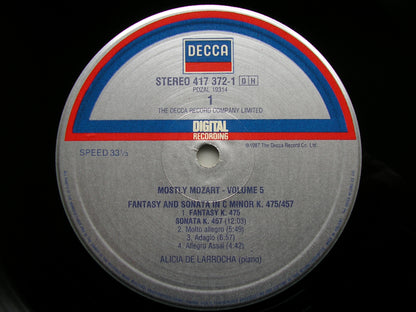 DECCA
STEREO 417 372-1 DN
PDZAL 19314
1
THE DECCA RECORD COMPANY LIMITED
DIGITAL
RECORDING
SPEED 33⅓
℗1987 The Decca Record Co. Ltd.
MOSTLY MOZART - VOLUME 5
FANTASY AND SONATA IN C MINOR K. 475/457
1. FANTASY K. 475
SONATA K. 457 (12:03)
2. Molto allegro (5:49)
3. Adagio (6.57)
4. Allegro Assai (4:42)
ALICIA DE LARROCHA (piano)